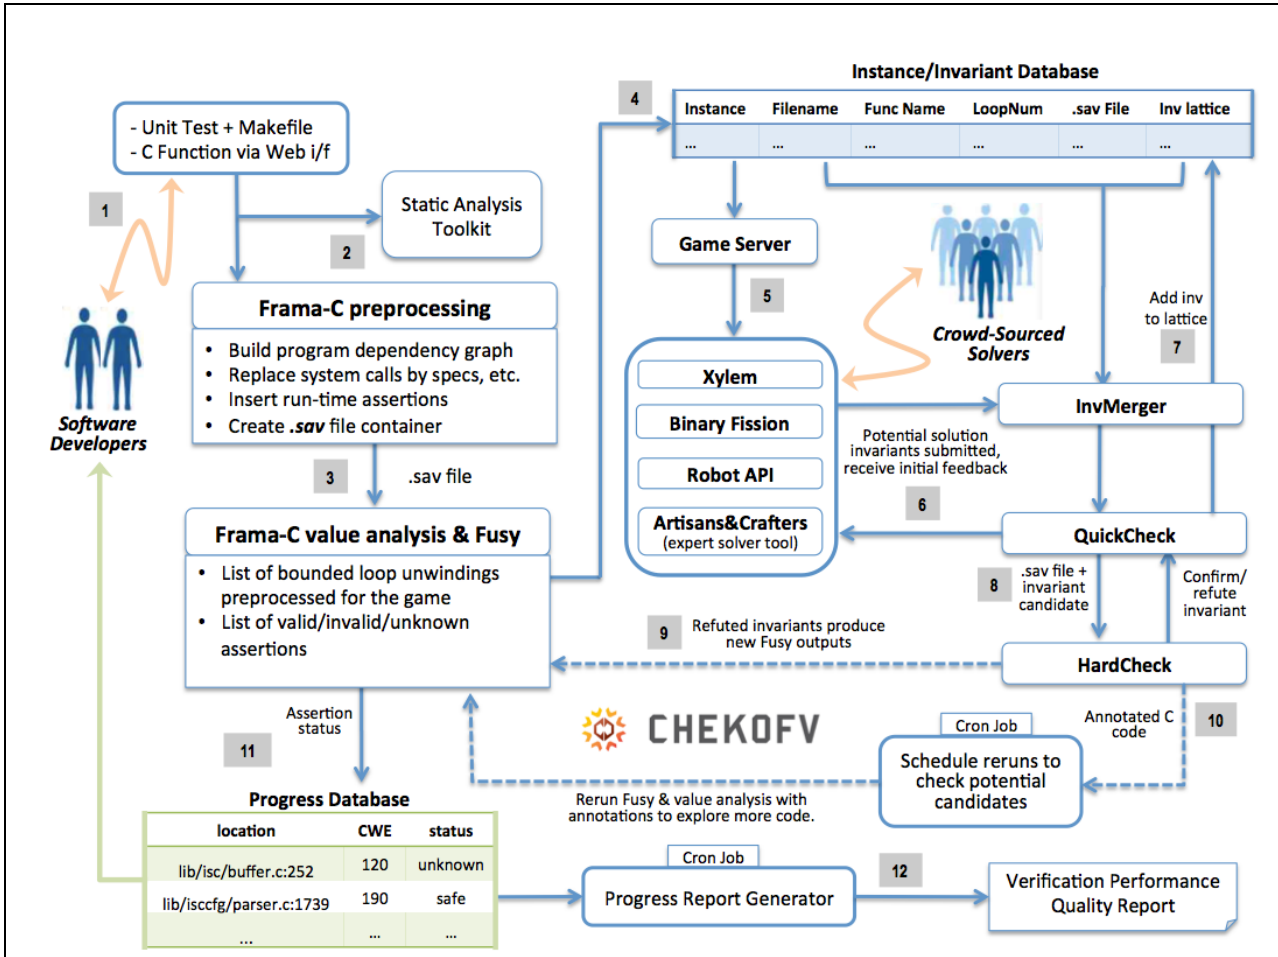 Instance/Invariant Database
4
Instance Filename Func Name LoopNum .sav File Inv lattice
... ... ... ... ... ...
- Unit Test + Makefile
- C Function via Web i/f
1
Static Analysis
Toolkit
2
Game Server
5
Crowd-Sourced
Solvers
Add inv
to lattice
7
Frama-C preprocessing
• Build program dependency graph
• Replace system calls by specs, etc.
• Insert run-time assertions
• Create .sav file container
Software
Developers
3
.sav file
Xylem
Binary Fission
Robot API
Artisans&Crafters
(expert solver tool)
InvMerger
Potential solution
invariants submitted,
receive initial feedback
6
QuickCheck
Frama-C value analysis & Fusy
• List of bounded loop unwindings
preprocessed for the game
• List of valid/invalid/unknown
assertions
8
.sav file +
invariant
candidate
Confirm/
refute
invariant
9
Refuted invariants produce
new Fusy outputs
HardCheck
Assertion
status
11
CHEKOFV
Annotated C
code
10
Cron Job
Schedule reruns to
check potential
candidates
Rerun Fusy & value analysis with
annotations to explore more code.
Progress Database
location CWE status
lib/isc/buffer.c:252 120 unknown
lib/isccfg/parser.c:1739 190 safe
... ... ...
Cron Job
Progress Report Generator
12
Verification Performance
Quality Report